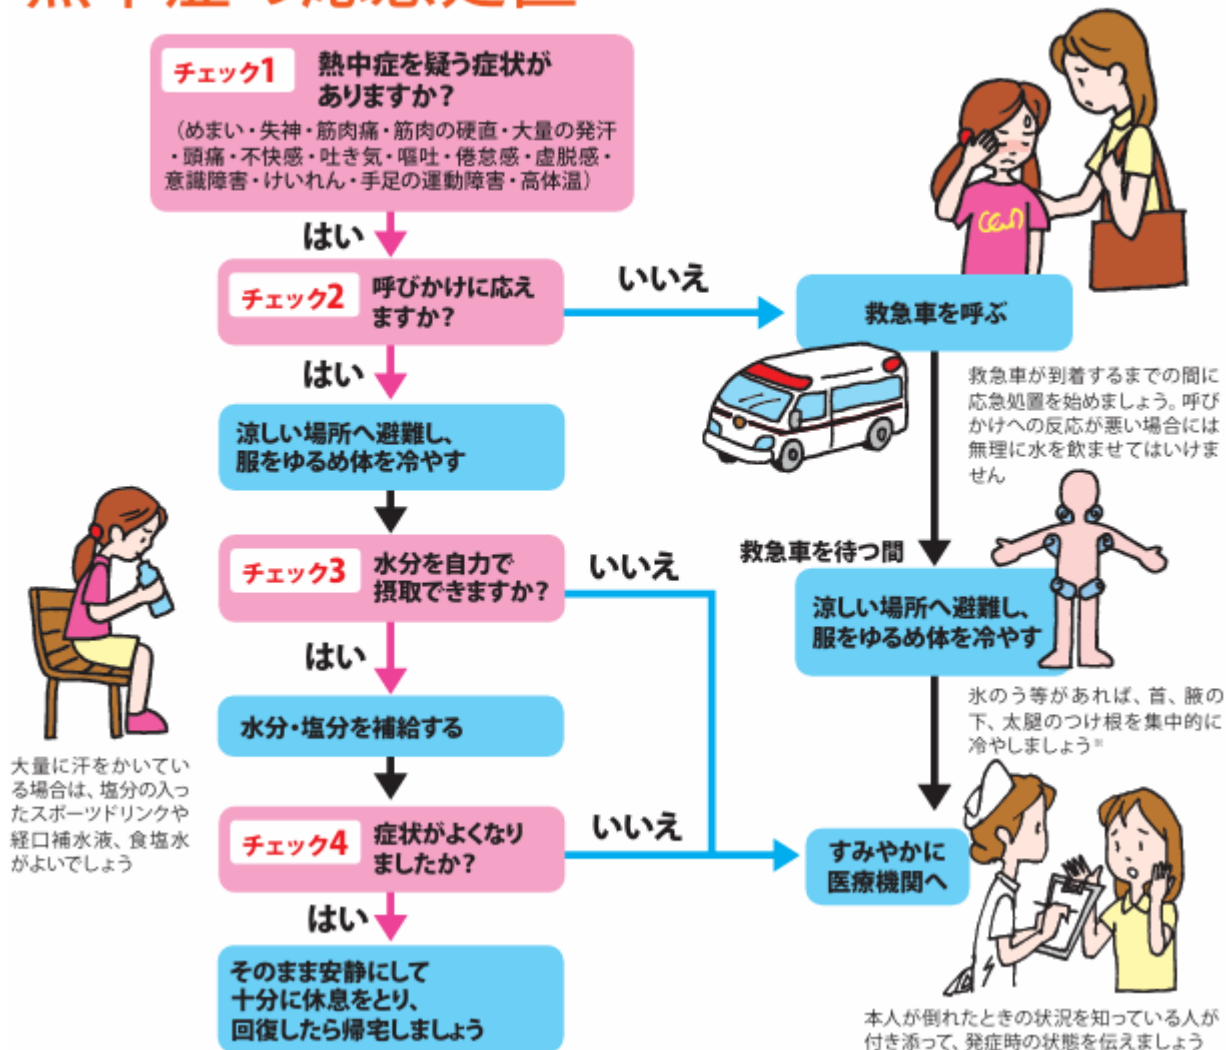 熱中症の応急処置
チェック1
熱中症を疑う症状が
ありますか？
（めまい・失神・筋肉痛・筋肉の硬直・大量の発汗
・頭痛・不快感・吐き気・嘔吐・倦怠感・虚脱感・
意識障害・けいれん・手足の運動障害・高体温）
はい
チェック2
呼びかけに応え
ますか？
いいえ
救急車を呼ぶ
救急車が到着するまでの間に
応急処置を始めましょう。呼び
かけへの反応が悪い場合には
無理に水を飲ませてはいけま
せん
はい
涼しい場所へ避難し、
服をゆるめ体を冷やす
チェック3
水分を自力で
摂取できますか？
いいえ
救急車を待つ間
涼しい場所へ避難し、
服をゆるめ体を冷やす
氷のう等があれば、首、腋の
下、太腿のつけ根を集中的に
冷やしましょう※
はい
水分・塩分を補給する
大量に汗をかいてい
る場合は、塩分の入っ
たスポーツドリンクや
経口補水液、食塩水
がよいでしょう
チェック4
症状がよくなり
ましたか？
いいえ
すみやかに
医療機関へ
はい
そのまま安静にして
十分に休息をとり、
回復したら帰宅しましょう
本人が倒れたときの状況を知っている人が
付き添って、発症時の状態を伝えましょう